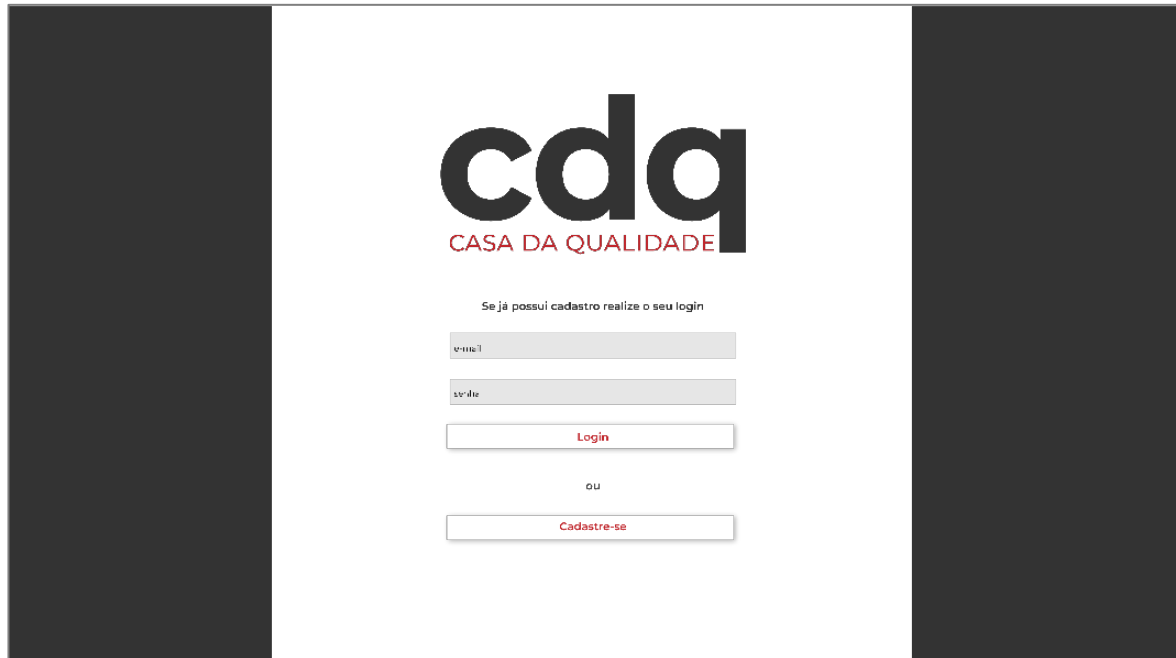 cdq
CASA DA QUALIDADE
Se já possui cadastro realize o seu login
e-mail
senha
Login
ou
Cadastre-se